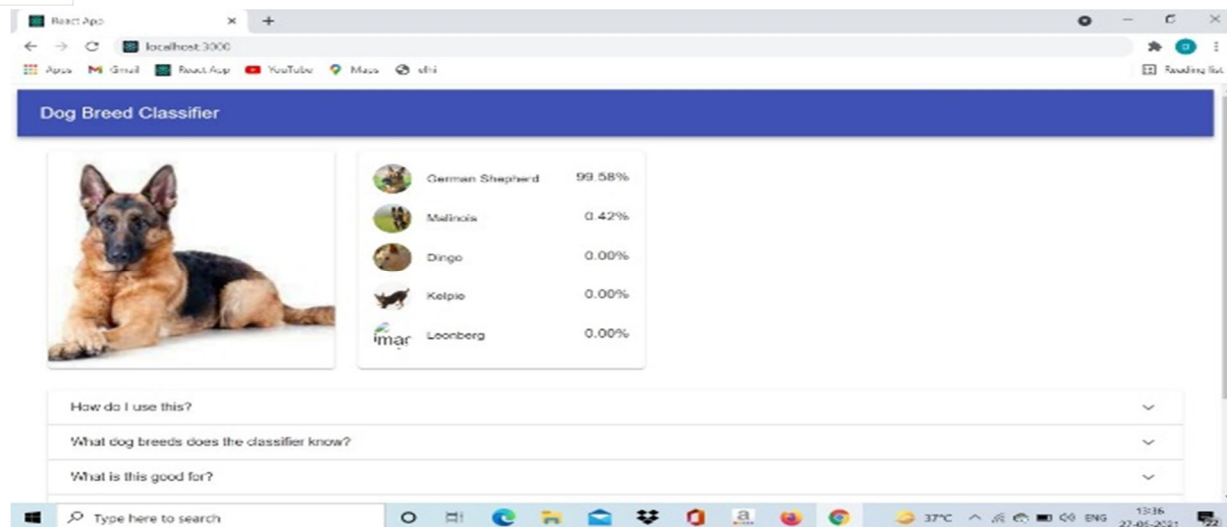 React App
localhost:3000
Apps Gmail React App YouTube Maps Reading list
Dog Breed Classifier
German Shepherd 99.58%
Malinois 0.42%
Dingo 0.00%
Kelpie 0.00%
imag Leonberg 0.00%
How do I use this?
What dog breeds does the classifier know?
What is this good for?
Type here to search
37°C ENG 13:36
27-05-2021